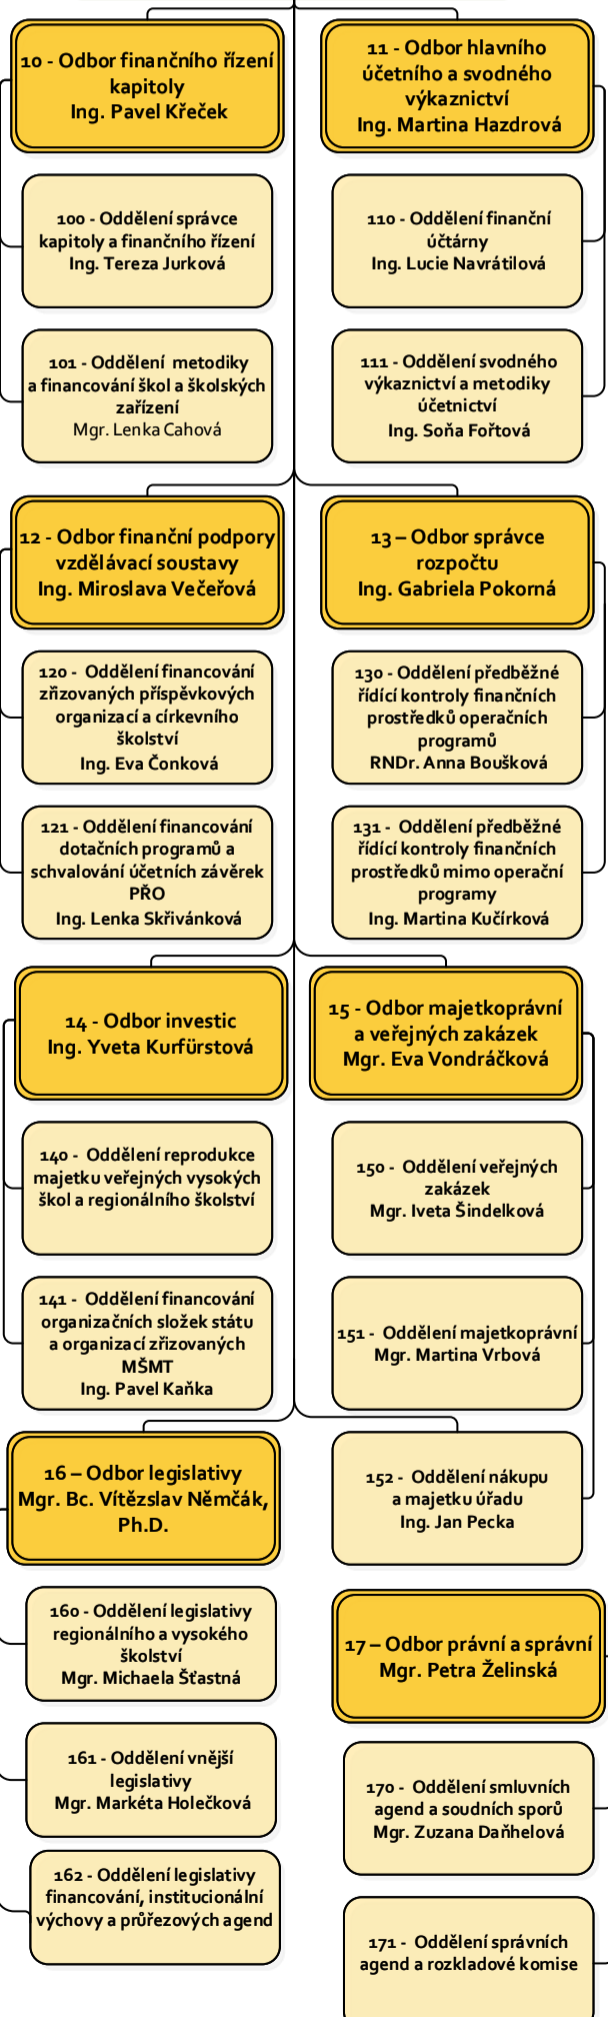 10 - Odbor finančního řízení
kapitoly
Ing. Pavel Křeček
11 - Odbor hlavního
účetního a svodného
výkaznictví
Ing. Martina Hazdrová
100 - Oddělení správce
kapitoly a finančního řízení
Ing. Tereza Jurková
110 - Oddělení finanční
účtárny
Ing. Lucie Navrátilová
101 - Oddělení metodiky
a financování škol a školských
zařízení
Mgr. Lenka Cahová
111 - Oddělení svodného
výkaznictví a metodiky
účetnictví
Ing. Soňa Fořtová
12 - Odbor finanční podpory
vzdělávací soustavy
Ing. Miroslava Večeřová
13 – Odbor správce
rozpočtu
Ing. Gabriela Pokorná
120 - Oddělení financování
zřizovaných příspěvkových
organizací a církevního
školství
Ing. Eva Čonková
130 - Oddělení předběžné
řídící kontroly finančních
prostředků operačních
programů
RNDr. Anna Boušková
121 - Oddělení financování
dotačních programů a
schvalování účetních závěrek
PŘO
Ing. Lenka Skřivánková
131 - Oddělení předběžné
řídící kontroly finančních
prostředků mimo operační
programy
Ing. Martina Kučírková
14 - Odbor investic
Ing. Yveta Kurfürstová
15 - Odbor majetkoprávní
a veřejných zakázek
Mgr. Eva Vondráčková
140 - Oddělení reprodukce
majetku veřejných vysokých
škol a regionálního školství
150 - Oddělení veřejných
zakázek
Mgr. Iveta Šindelková
141 - Oddělení financování
organizačních složek státu
a organizací zřizovaných
MŠMT
Ing. Pavel Kaňka
151 - Oddělení majetkoprávní
Mgr. Martina Vrbová
16 – Odbor legislativy
Mgr. Bc. Vítězslav Němčák,
Ph.D.
152 - Oddělení nákupu
a majetku úřadu
Ing. Jan Pecka
160 - Oddělení legislativy
regionálního a vysokého
školství
Mgr. Michaela Šťastná
17 – Odbor právní a správní
Mgr. Petra Želinská
161 - Oddělení vnější
legislativy
Mgr. Markéta Holečková
170 - Oddělení smluvních
agend a soudních sporů
Mgr. Zuzana Daňhelová
162 - Oddělení legislativy
financování, institucionální
výchovy a průřezových agend
171 - Oddělení správních
agend a rozkladové komise